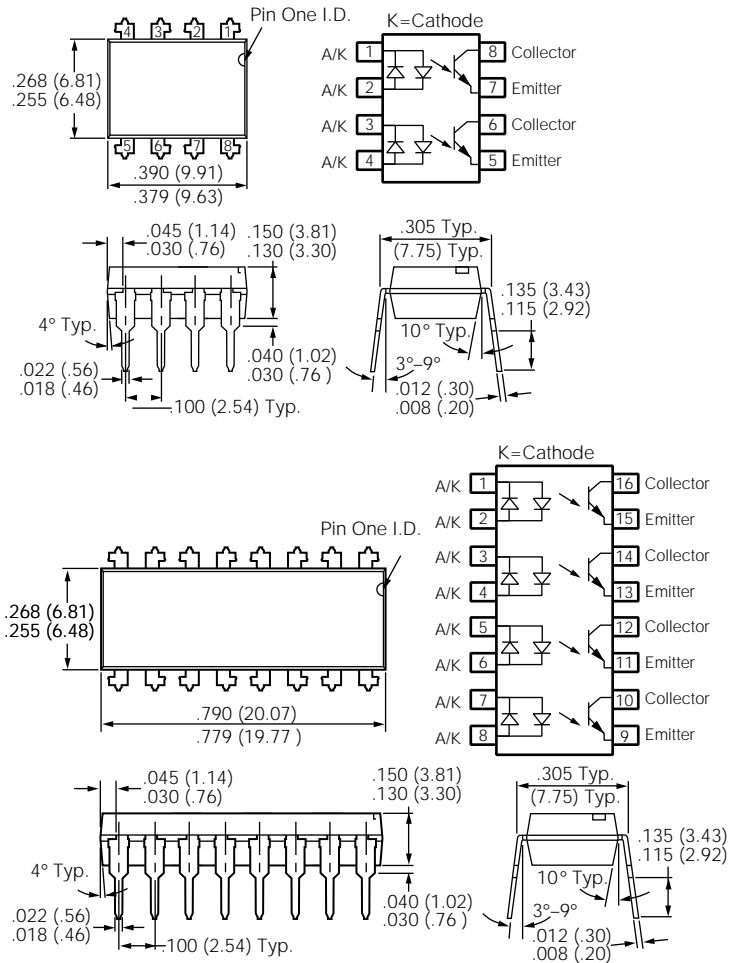 Pin One I.D.
4 3 2 1
.268 (6.81)
.255 (6.48)
5 6 7 8
.390 (9.91)
.379 (9.63)
K=Cathode
A/K 1 8 Collector
A/K 2 7 Emitter
A/K 3 6 Collector
A/K 4 5 Emitter
.045 (1.14)
.030 (.76)
.150 (3.81)
.130 (3.30)
4° Typ.
.022 (.56)
.018 (.46)
.040 (1.02)
.030 (.76 )
.100 (2.54) Typ.
.305 Typ.
(7.75) Typ.
.135 (3.43)
.115 (2.92)
10° Typ.
3°–9°
.012 (.30)
.008 (.20)
Pin One I.D.
.268 (6.81)
.255 (6.48)
.790 (20.07)
.779 (19.77 )
K=Cathode
A/K 1 16 Collector
A/K 2 15 Emitter
A/K 3 14 Collector
A/K 4 13 Emitter
A/K 5 12 Collector
A/K 6 11 Emitter
A/K 7 10 Collector
A/K 8 9 Emitter
.045 (1.14)
.030 (.76)
.150 (3.81)
.130 (3.30)
4° Typ.
.022 (.56)
.018 (.46)
.040 (1.02)
.030 (.76 )
.100 (2.54) Typ.
.305 Typ.
(7.75) Typ.
.135 (3.43)
.115 (2.92)
10° Typ.
3°–9°
.012 (.30)
.008 (.20)